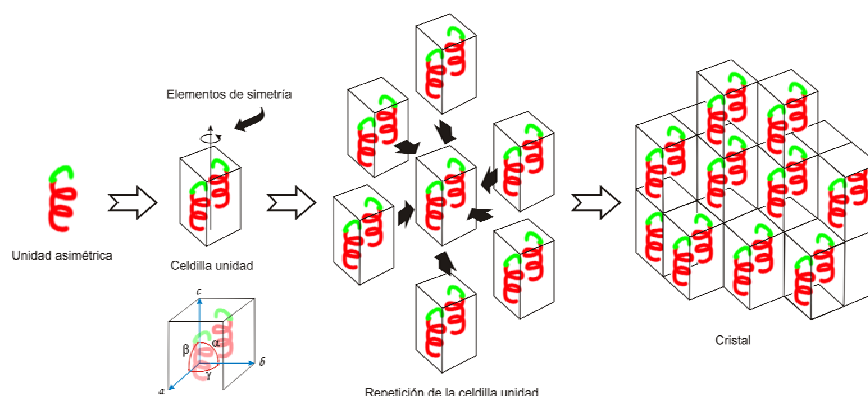 Elementos de simetría
Unidad asimétrica
Celdilla unidad
Cristal
c
β
α
γ
a
b
Repetición de la celdilla unidad